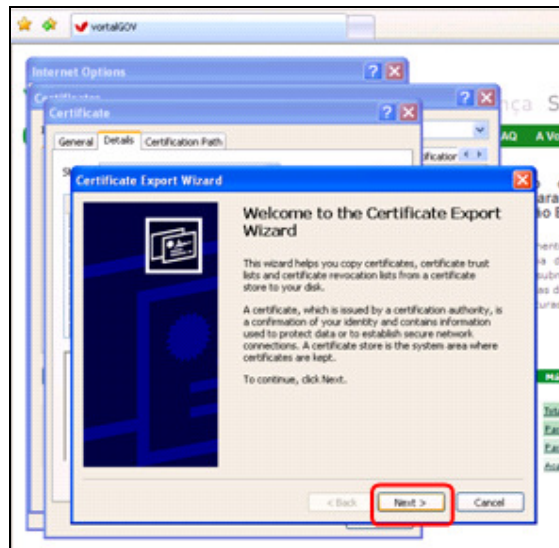 vortalGOV
Internet Options
Certificates
Certificate
General Details Certification Path
AQ A Vo
Certificate Export Wizard
Welcome to the Certificate Export
Wizard
This wizard helps you copy certificates, certificate trust
lists and certificate revocation lists from a certificate
store to your disk.
A certificate, which is issued by a certification authority, is
a confirmation of your identity and contains information
used to protect data or to establish secure network
connections. A certificate store is the system area where
certificates are kept.
To continue, click Next.
< Back Next > Cancel